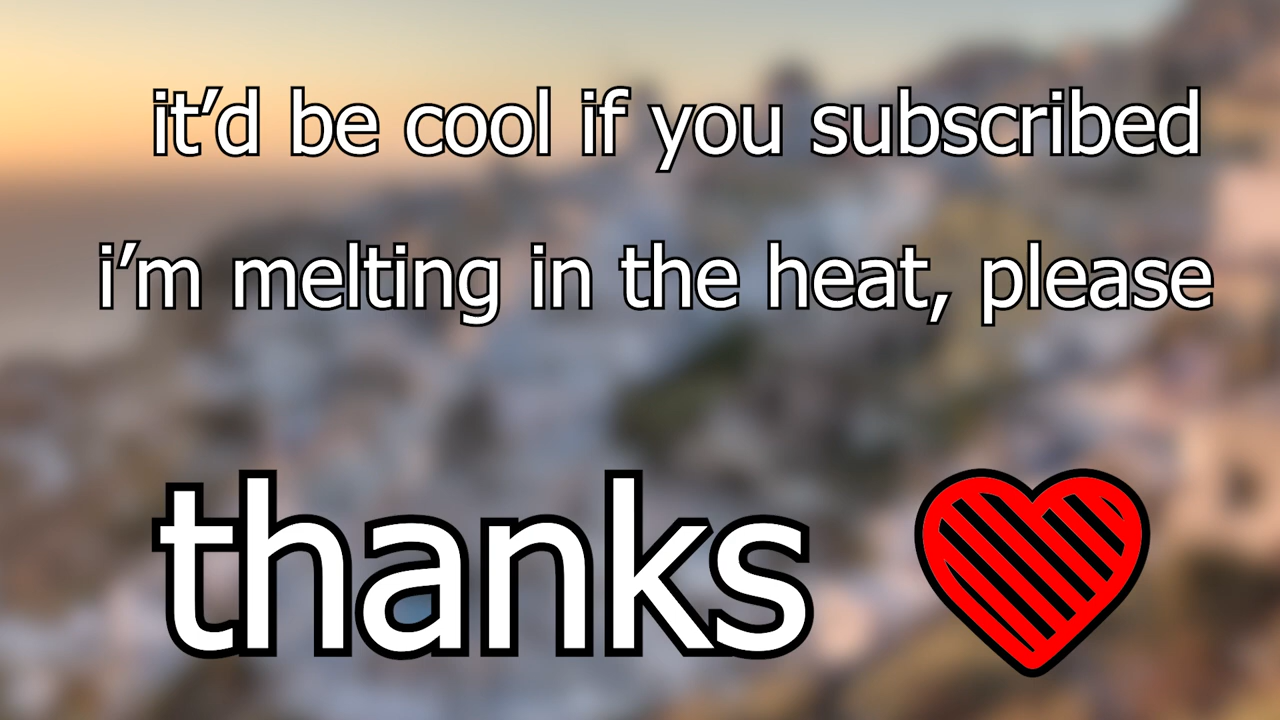 it’d be cool if you subscribed
i’m melting in the heat, please
thanks